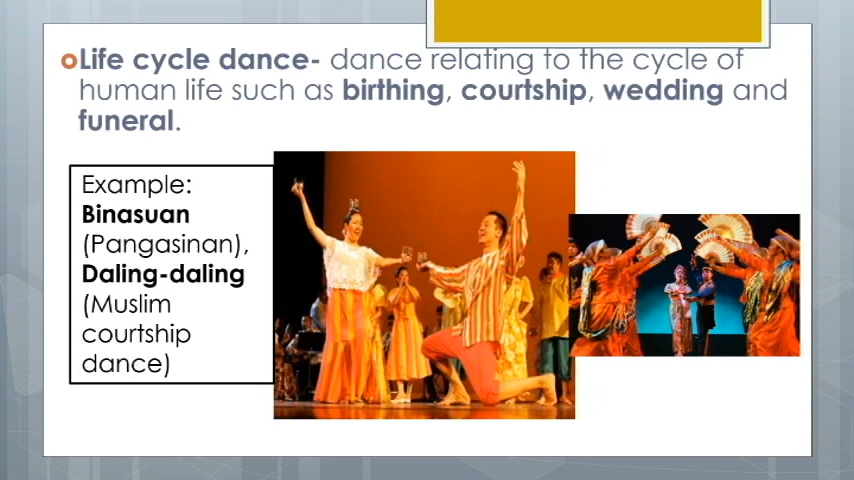 Life cycle dance- dance relating to the cycle of
human life such as birthing, courtship, wedding and
funeral.
Example:
Binasuan
(Pangasinan),
Daling-daling
(Muslim
courtship
dance)